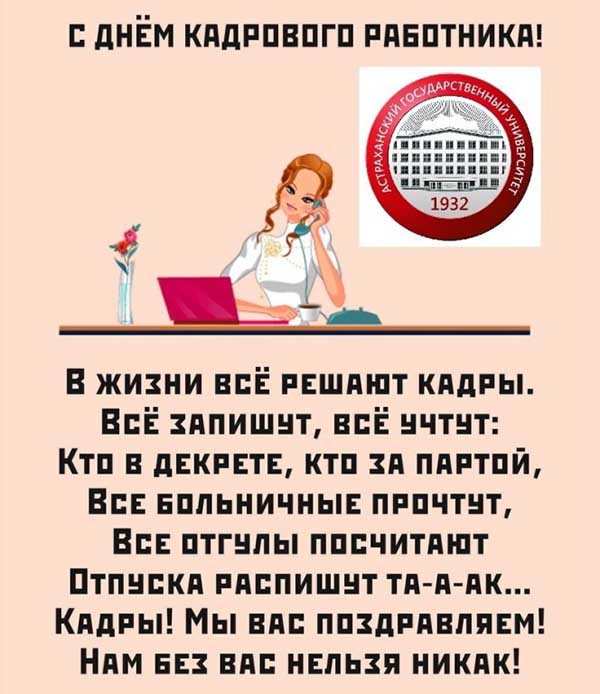 С ДНЁМ КАДРОВОГО РАБОТНИКА!
АСТРАХАНСКИЙ ГОСУДАРСТВЕННЫЙ УНИВЕРСИТЕТ
1932
В ЖИЗНИ ВСЁ РЕШАЮТ КАДРЫ.
ВСЁ ЗАПИШУТ, ВСЁ УЧТУТ:
КТО В ДЕКРЕТЕ, КТО ЗА ПАРТОЙ,
ВСЕ БОЛЬНИЧНЫЕ ПРОЧТУТ,
ВСЕ ОТГУЛЫ ПОСЧИТАЮТ
ОТПУСКА РАСПИШУТ ТА-А-АК...
КАДРЫ! МЫ ВАС ПОЗДРАВЛЯЕМ!
НАМ БЕЗ ВАС НЕЛЬЗЯ НИКАК!